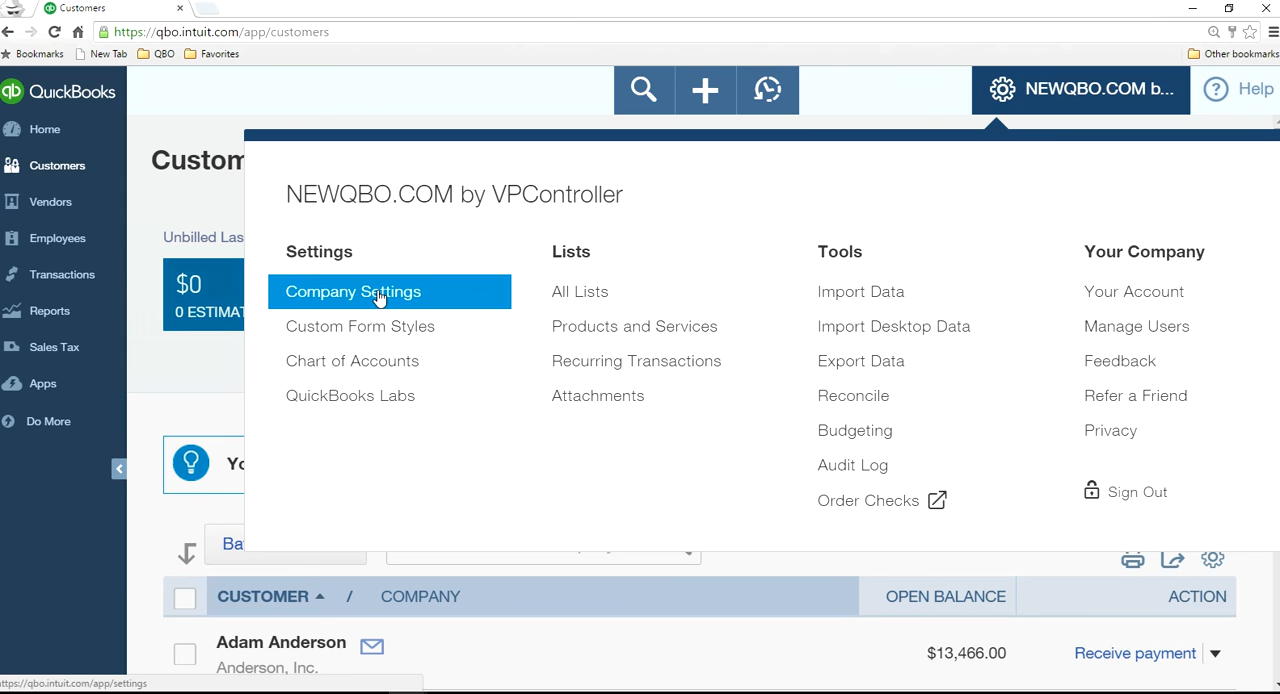 Customers
https://qbo.intuit.com/app/customers
Bookmarks New Tab QBO Favorites Other bookmarks
qb QuickBooks
NEWQBO.COM b... ? Help
Home
Customers
Vendors
Employees
Transactions
Reports
Sales Tax
Apps
Do More
Custom
Unbilled Las
$0
0 ESTIMAT
NEWQBO.COM by VPController
Settings
Company Settings
Custom Form Styles
Chart of Accounts
QuickBooks Labs
Lists
All Lists
Products and Services
Recurring Transactions
Attachments
Tools
Import Data
Import Desktop Data
Export Data
Reconcile
Budgeting
Audit Log
Order Checks
Your Company
Your Account
Manage Users
Feedback
Refer a Friend
Privacy
Sign Out
Yo
Ba
CUSTOMER / COMPANY OPEN BALANCE ACTION
Adam Anderson $13,466.00 Receive payment
Anderson, Inc.
ttps://qbo.intuit.com/app/settings